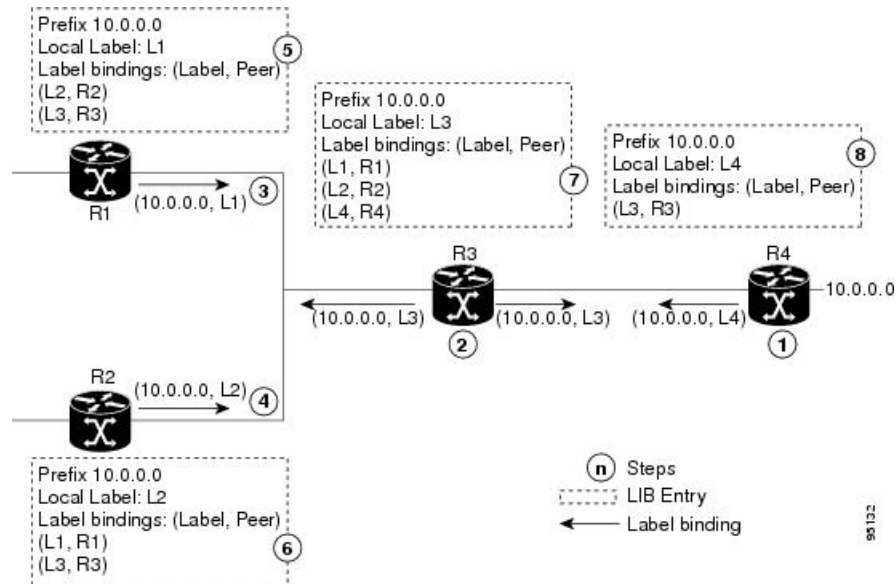 Prefix 10.0.0.0
Local Label: L1
Label bindings: (Label, Peer)
(L2, R2)
(L3, R3)
5
R1
(10.0.0.0, L1)
3
Prefix 10.0.0.0
Local Label: L3
Label bindings: (Label, Peer)
(L1, R1)
(L2, R2)
(L4, R4)
7
Prefix 10.0.0.0
Local Label: L4
Label bindings: (Label, Peer)
(L3, R3)
8
R3
(10.0.0.0, L3)
(10.0.0.0, L3)
2
R4
10.0.0.0
(10.0.0.0, L4)
1
R2
(10.0.0.0, L2)
4
Prefix 10.0.0.0
Local Label: L2
Label bindings: (Label, Peer)
(L1, R1)
(L3, R3)
6
n Steps
LIB Entry
Label binding
95132